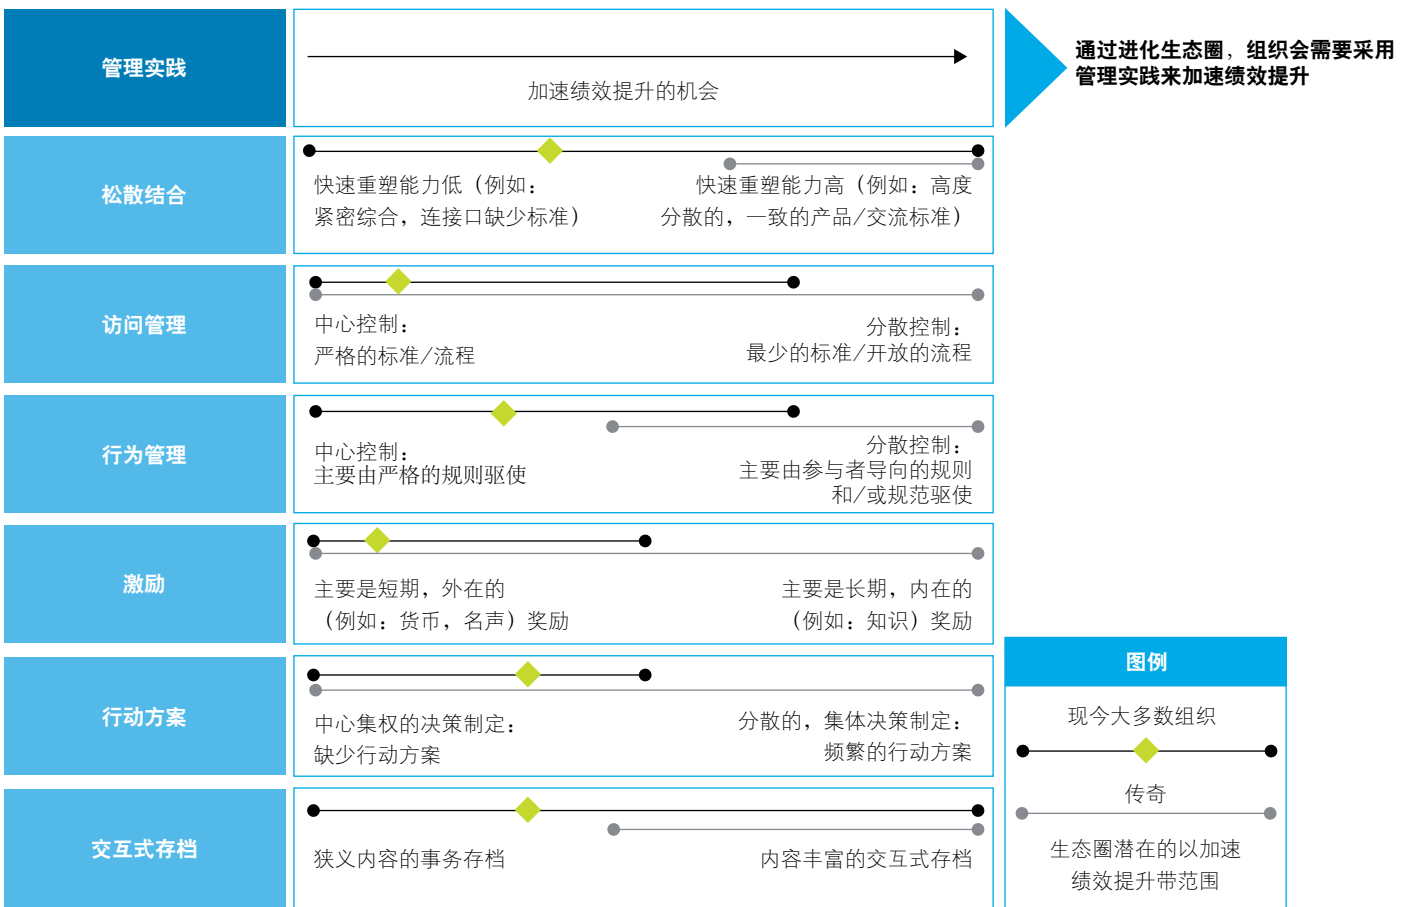 管理实践
加速绩效提升的机会
通过进化生态圈，组织会需要采用
管理实践来加速绩效提升
松散结合
快速重塑能力低（例如：
紧密综合，连接口缺少标准）
快速重塑能力高（例如：高度
分散的，一致的产品/交流标准）
访问管理
中心控制：
严格的标准/流程
分散控制：
最少的标准/开放的流程
行为管理
中心控制：
主要由严格的规则驱使
分散控制：
主要由参与者导向的规则
和/或规范驱使
激励
主要是短期，外在的
（例如：货币，名声）奖励
主要是长期，内在的
（例如：知识）奖励
行动方案
中心集权的决策制定：
缺少行动方案
分散的，集体决策制定：
频繁的行动方案
交互式存档
狭义内容的事务存档
内容丰富的交互式存档
图例
现今大多数组织
传奇
生态圈潜在的以加速
绩效提升带范围